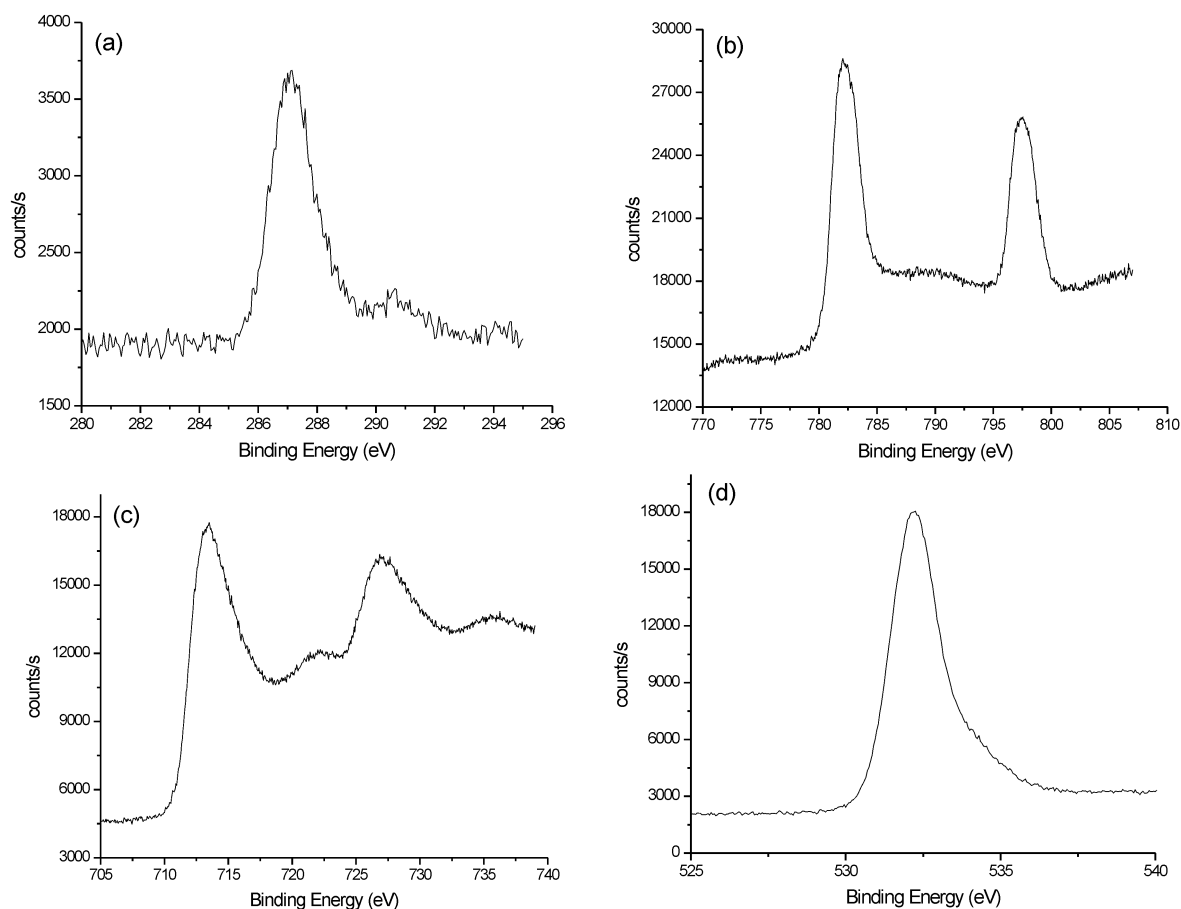 (a)
4000
3500
3000
2500
2000
1500
counts/s
280 282 284 286 288 290 292 294 296
Binding Energy (eV)
(b)
30000
27000
24000
21000
18000
15000
12000
counts/s
770 775 780 785 790 795 800 805 810
Binding Energy (eV)
(c)
18000
15000
12000
9000
6000
3000
counts/s
705 710 715 720 725 730 735 740
Binding Energy (eV)
(d)
18000
15000
12000
9000
6000
3000
0
counts/s
525 530 535 540
Binding Energy (eV)